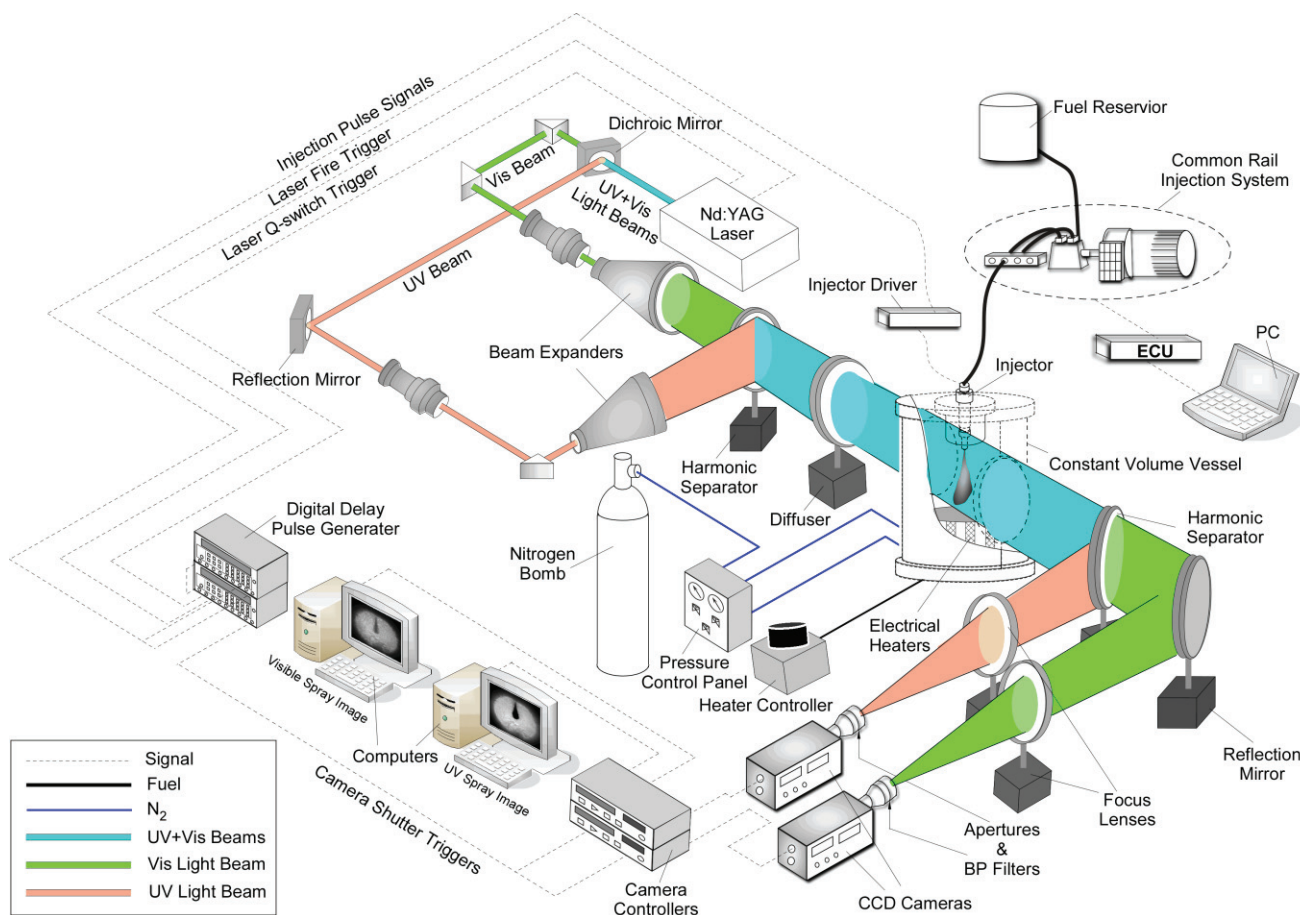 Injection Pulse Signals
Laser Fire Trigger
Laser Q-switch Trigger
Dichroic Mirror
Vis Beam
UV+Vis
Light Beams
Nd:YAG
Laser
UV Beam
Fuel Reservior
Common Rail
Injection System
Injector Driver
Beam Expanders
Reflection Mirror
ECU
PC
Injector
Harmonic
Separator
Diffuser
Constant Volume Vessel
Harmonic
Separator
Digital Delay
Pulse Generater
Nitrogen
Bomb
Pressure
Control Panel
Electrical
Heaters
Heater Controller
Visible Spray Image
Computers
UV Spray Image
Camera Shutter Triggers
Camera
Controllers
Reflection
Mirror
Focus
Lenses
Apertures
&
BP Filters
CCD Cameras
Signal
Fuel
N2
UV+Vis Beams
Vis Light Beam
UV Light Beam